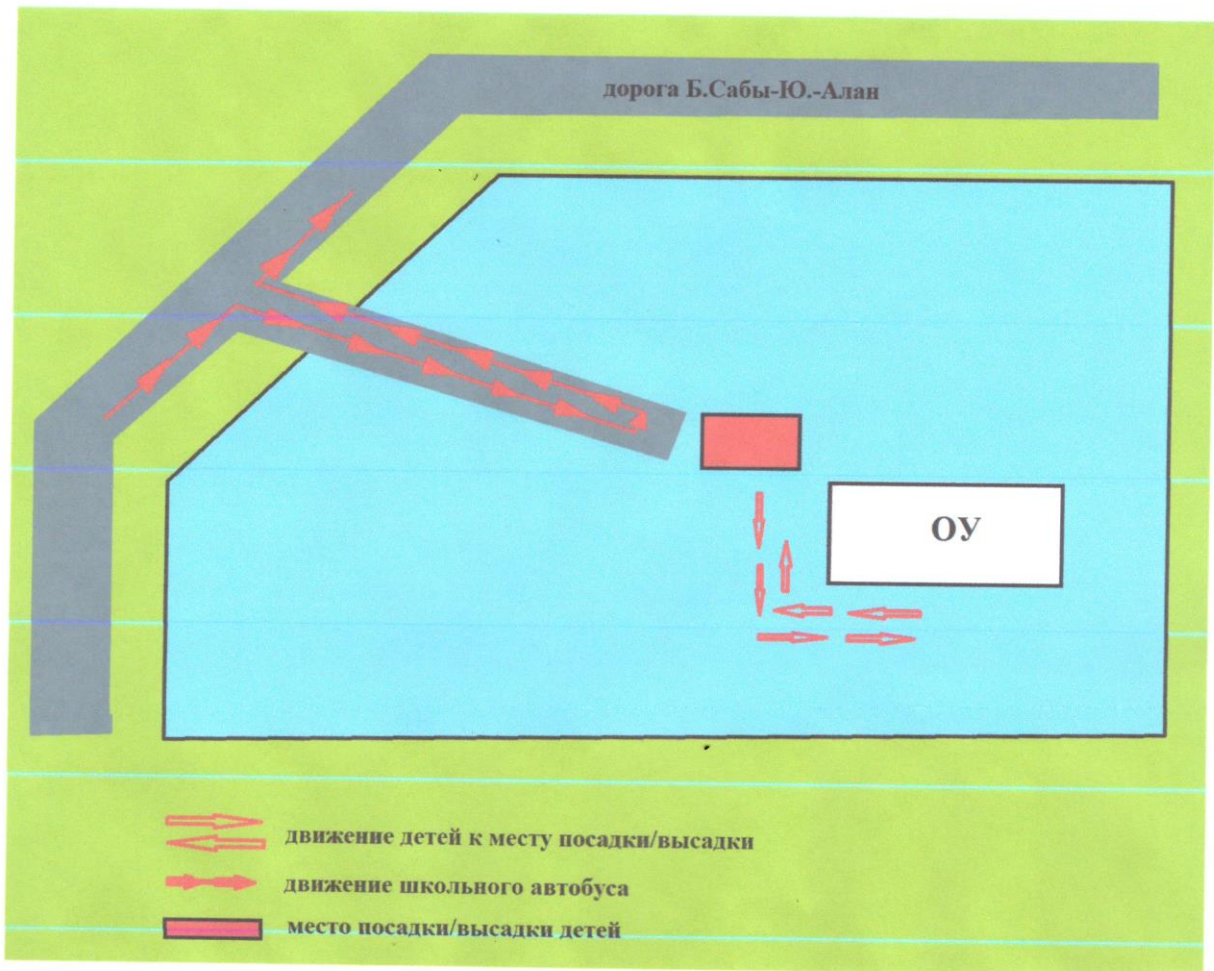 дорога Б.Сабы-Ю.-Алан
ОУ
движение детей к месту посадки/высадки
движение школьного автобуса
место посадки/высадки детей